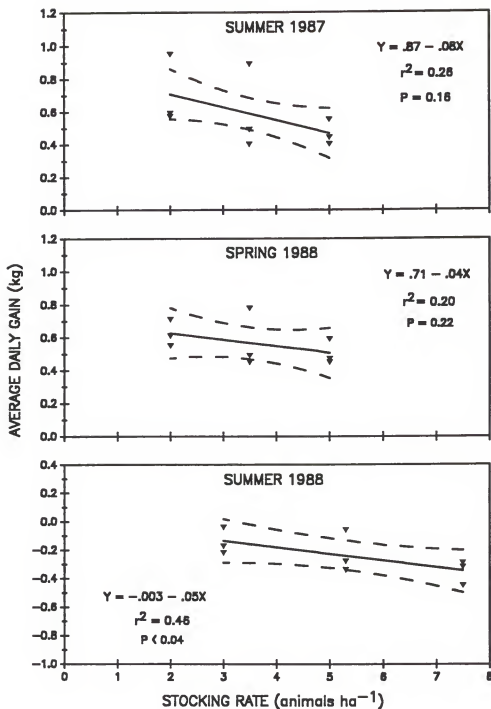 SUMMER 1987
Y = .87 - .08X
r² = 0.26
P = 0.16
1.2
1.0
0.8
0.6
0.4
0.2
0.0
SPRING 1988
Y = .71 - .04X
r² = 0.20
P = 0.22
1.2
1.0
0.8
0.6
0.4
0.2
0.0
AVERAGE DAILY GAIN (kg)
SUMMER 1988
0.4
0.2
0.0
-0.2
-0.4
-0.6
-0.8
-1.0
Y = -.003 - .05X
r² = 0.46
P < 0.04
0 1 2 3 4 5 6 7 8
STOCKING RATE (animals ha⁻¹)